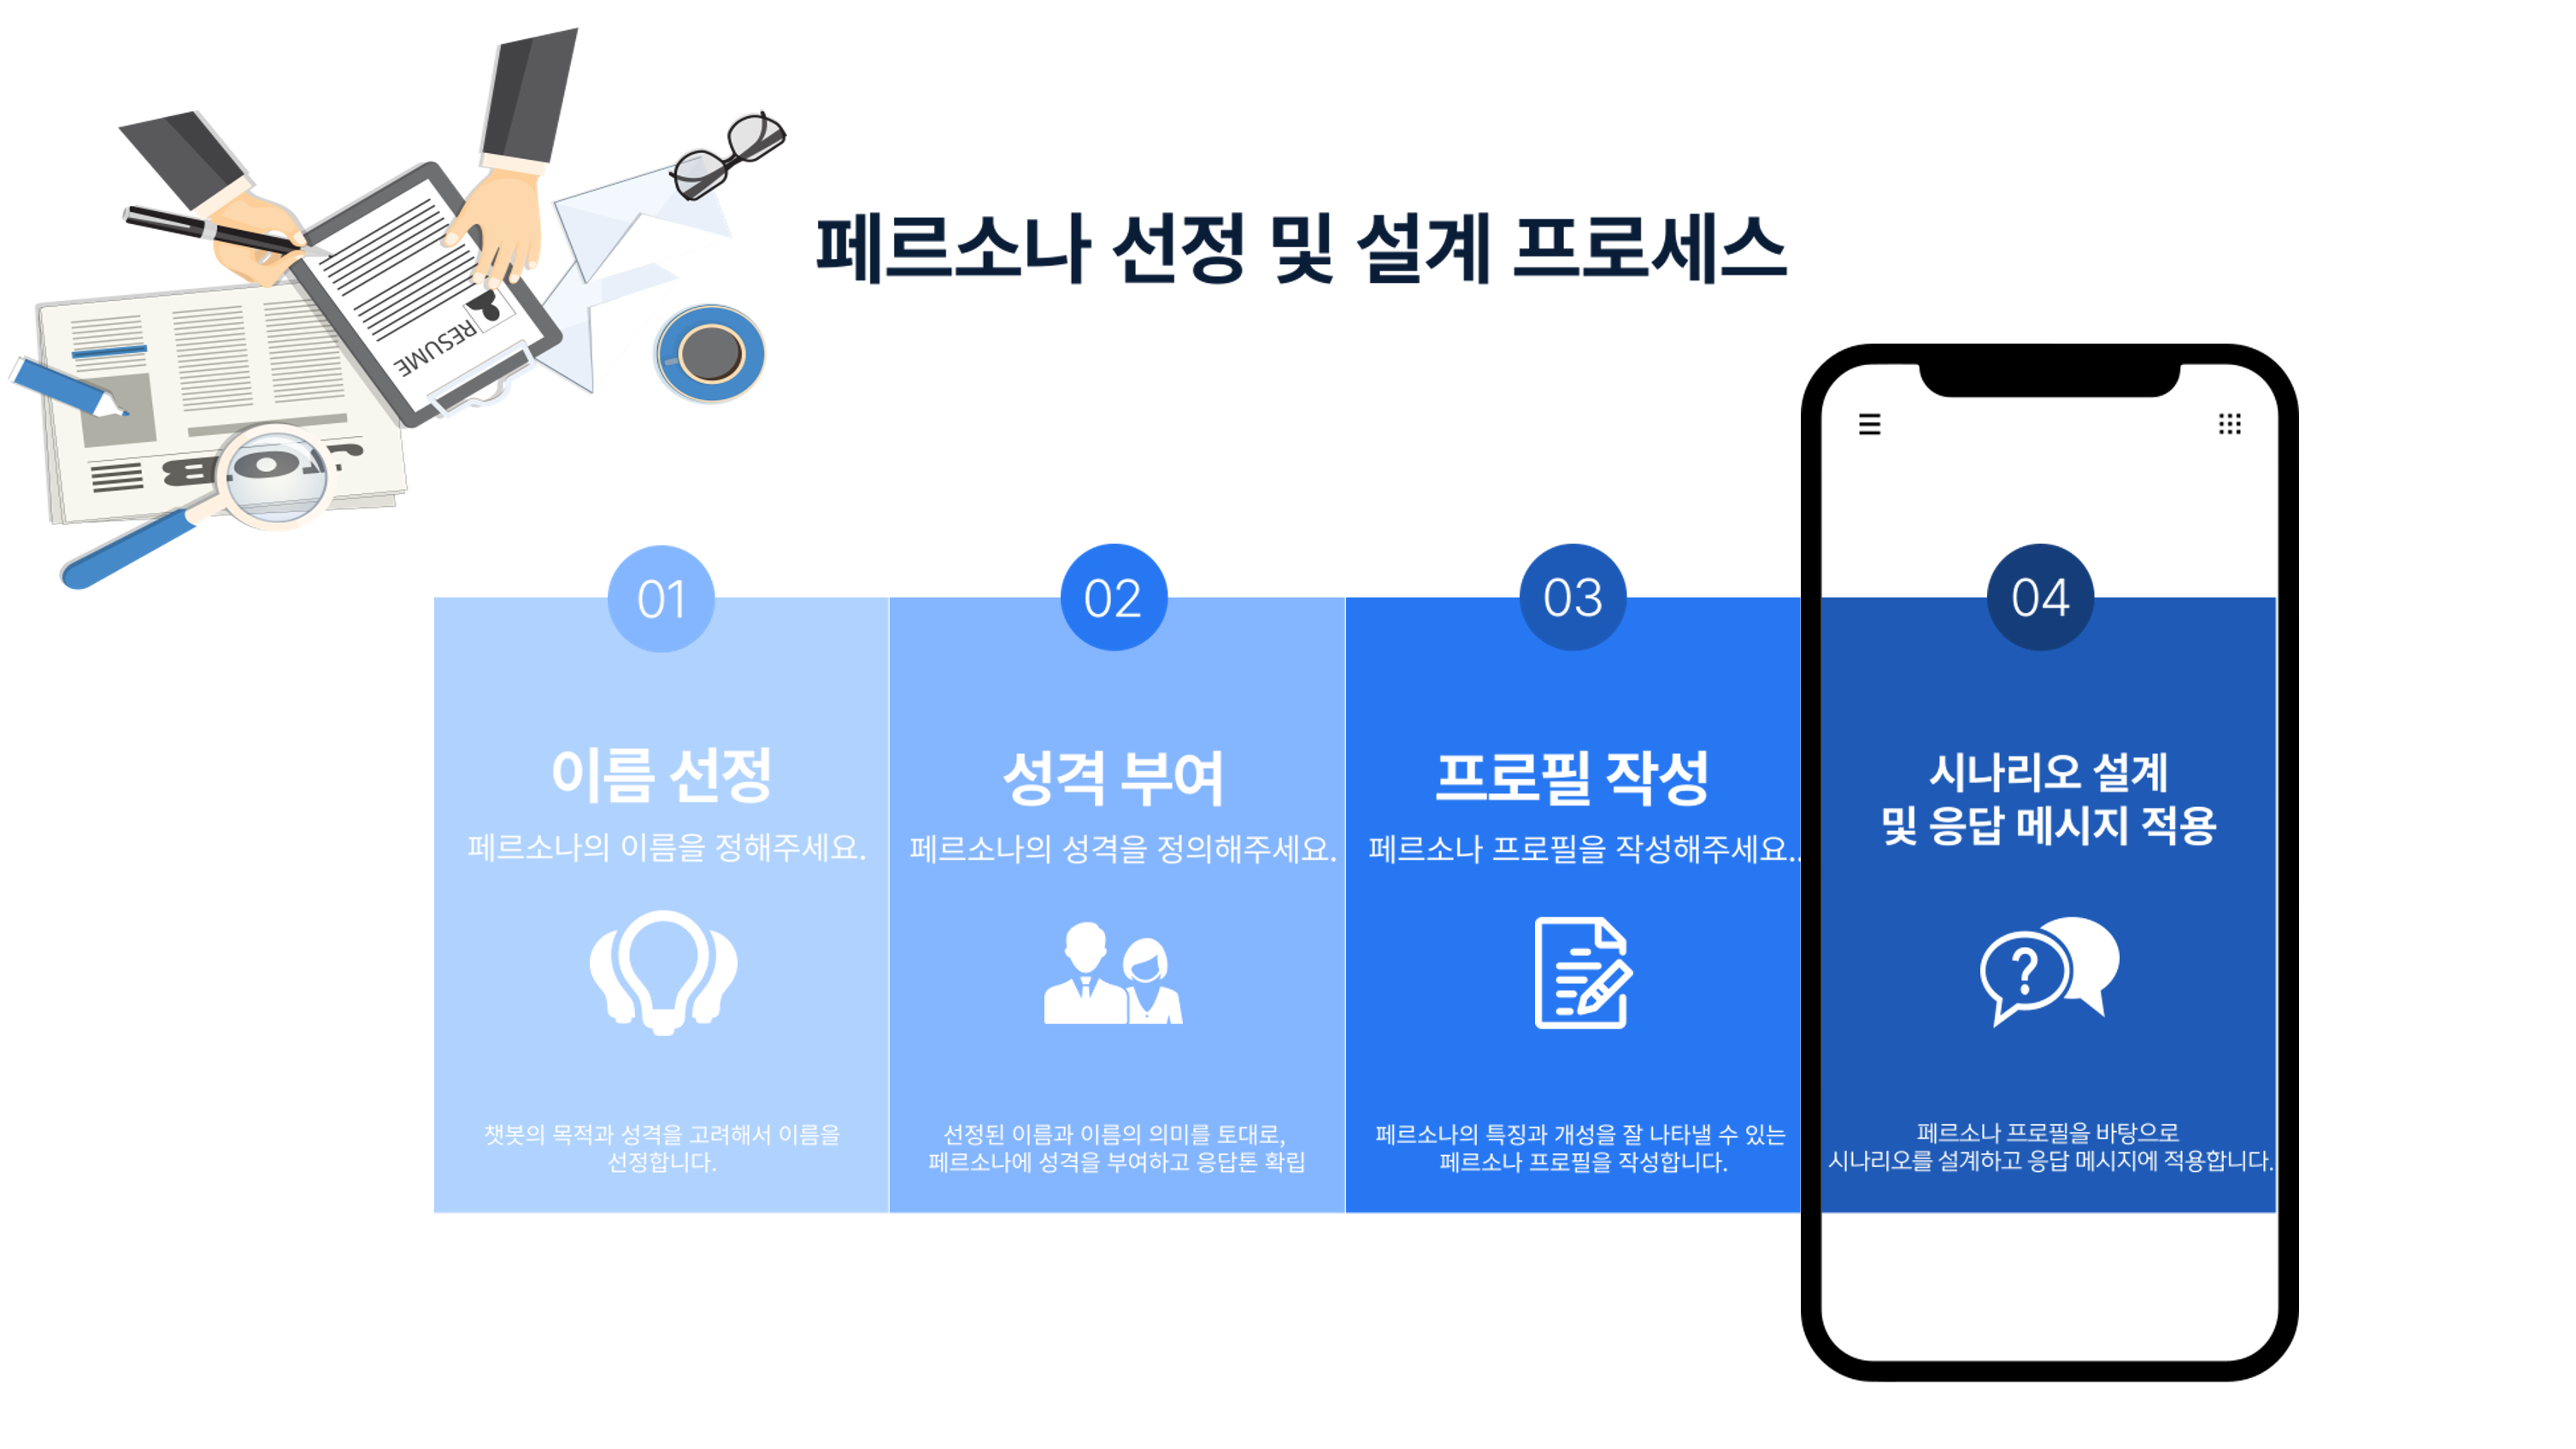 페르소나 선정 및 설계 프로세스
RESUME
JOB
01
이름 선정
페르소나의 이름을 정해주세요.
챗봇의 목적과 성격을 고려해서 이름을
선정합니다.
02
성격 부여
페르소나의 성격을 정의해주세요.
선정된 이름과 이름의 의미를 토대로,
페르소나에 성격을 부여하고 응답톤 확립
03
프로필 작성
페르소나 프로필을 작성해주세요..
페르소나의 특징과 개성을 잘 나타낼 수 있는
페르소나 프로필을 작성합니다.
04
시나리오 설계
및 응답 메시지 적용
?
페르소나 프로필을 바탕으로
시나리오를 설계하고 응답 메시지에 적용합니다.